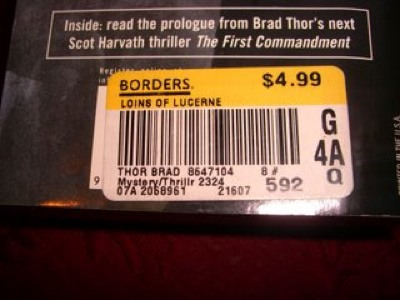 Inside: read the prologue from Brad Thor's next
Scot Harvath thriller The First Commandment
BORDERS. $4.99
LOINS OF LUCERNE
G
4A
Q
THOR BRAD 8647104 8 #
Mystery/Thrillr 2324 592
07A 2068961 21607
9